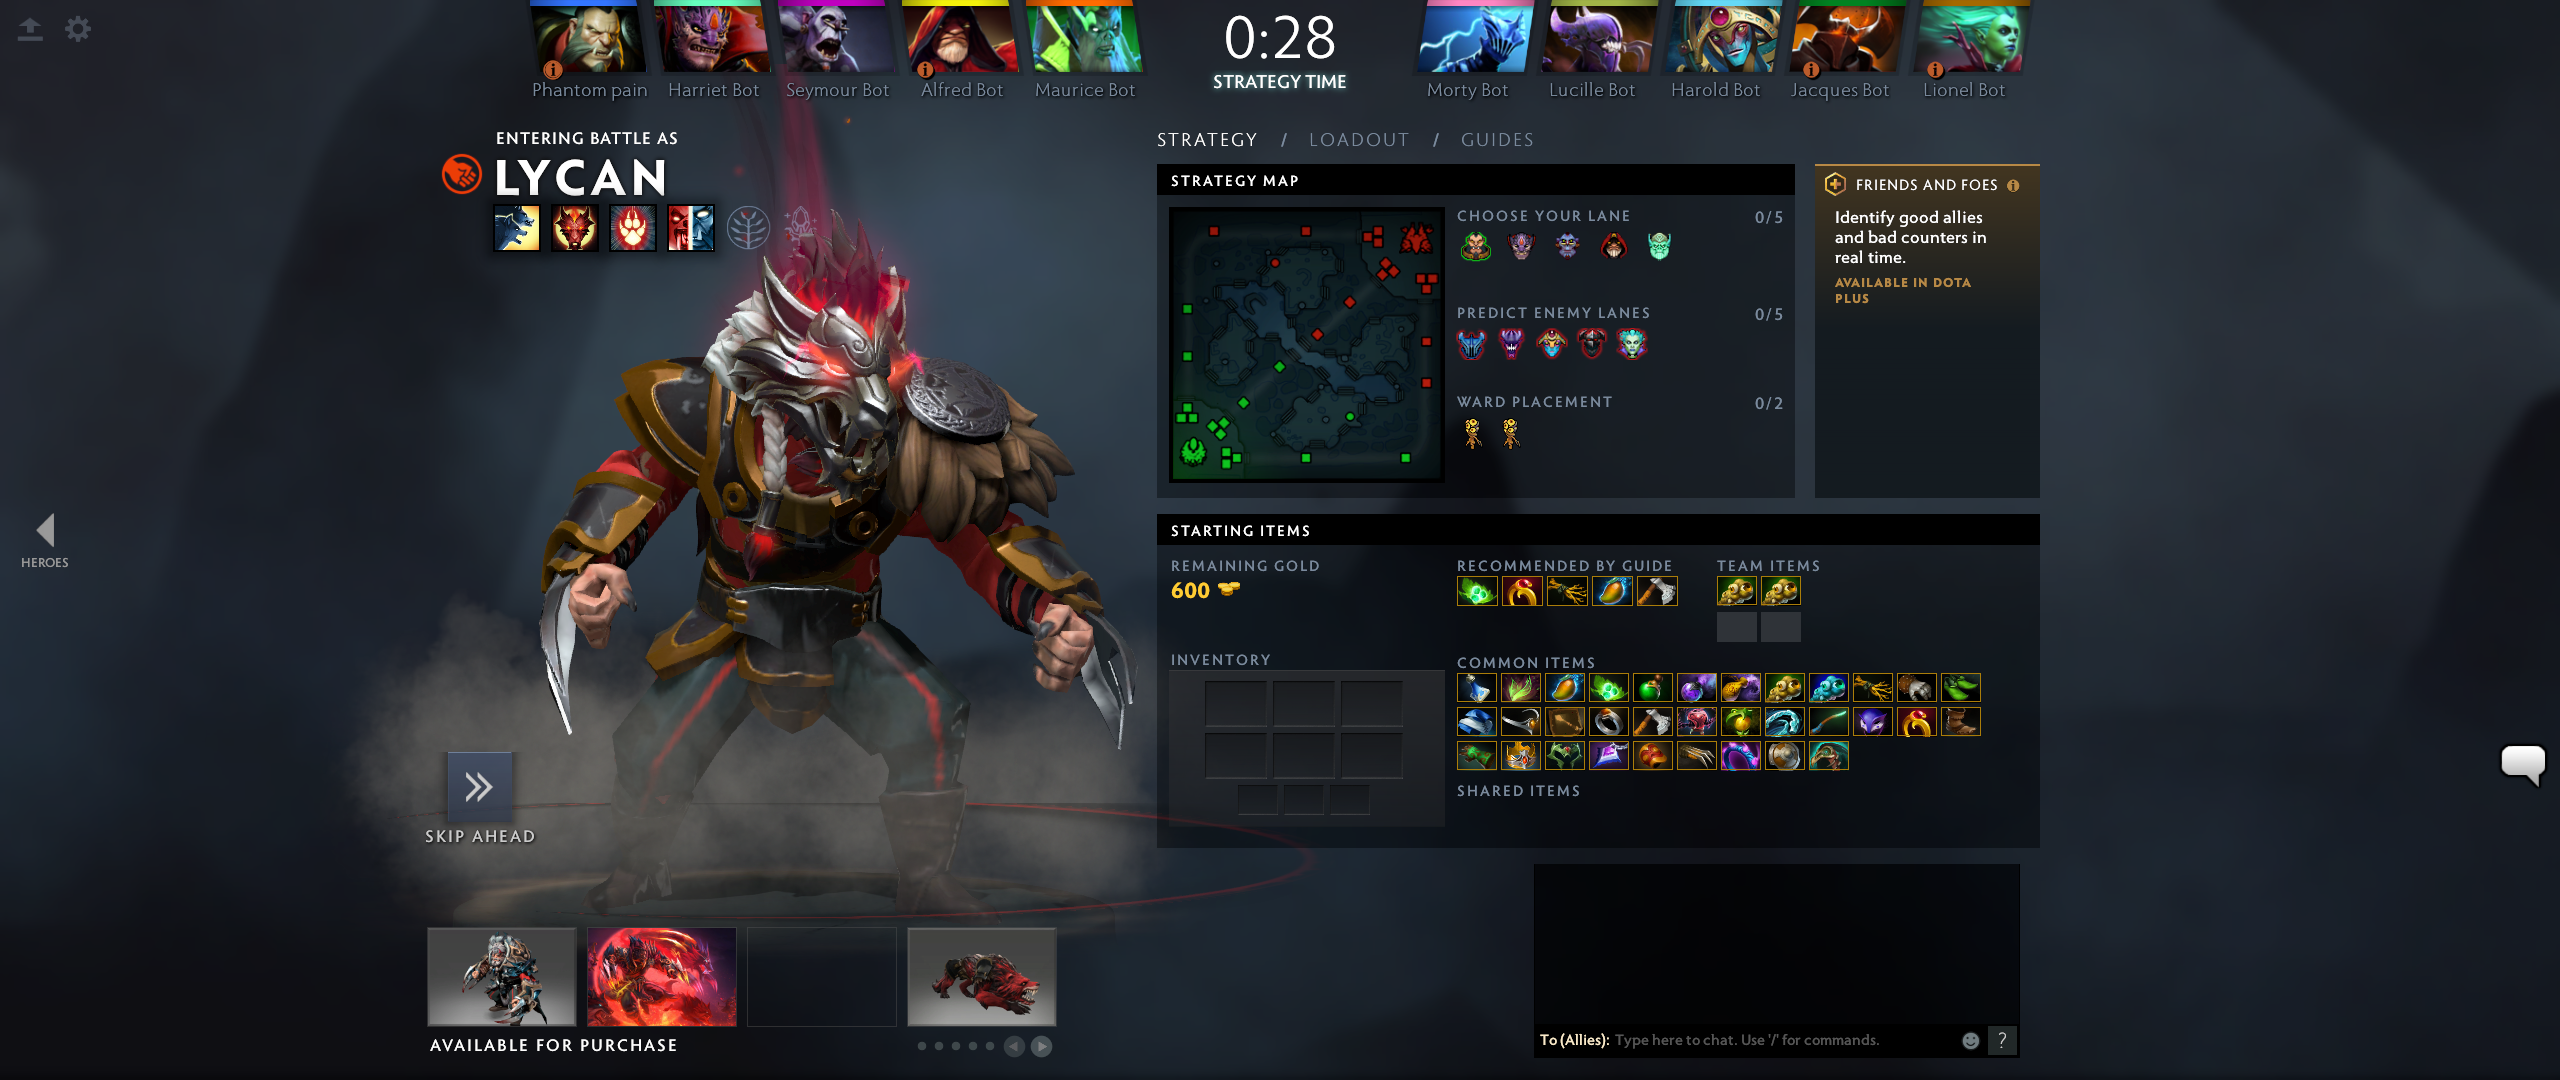 0:28
STRATEGY TIME
Phantom pain
Harriet Bot
Seymour Bot
Alfred Bot
Maurice Bot
Morty Bot
Lucille Bot
Harold Bot
Jacques Bot
Lionel Bot
ENTERING BATTLE AS
LYCAN
STRATEGY / LOADOUT / GUIDES
STRATEGY MAP
CHOOSE YOUR LANE 0/5
PREDICT ENEMY LANES 0/5
WARD PLACEMENT 0/2
FRIENDS AND FOES
Identify good allies
and bad counters in
real time.
AVAILABLE IN DOTA
PLUS
HEROES
STARTING ITEMS
REMAINING GOLD
600
RECOMMENDED BY GUIDE
TEAM ITEMS
INVENTORY
COMMON ITEMS
SHARED ITEMS
SKIP AHEAD
AVAILABLE FOR PURCHASE
To (Allies): Type here to chat. Use '/' for commands.
?